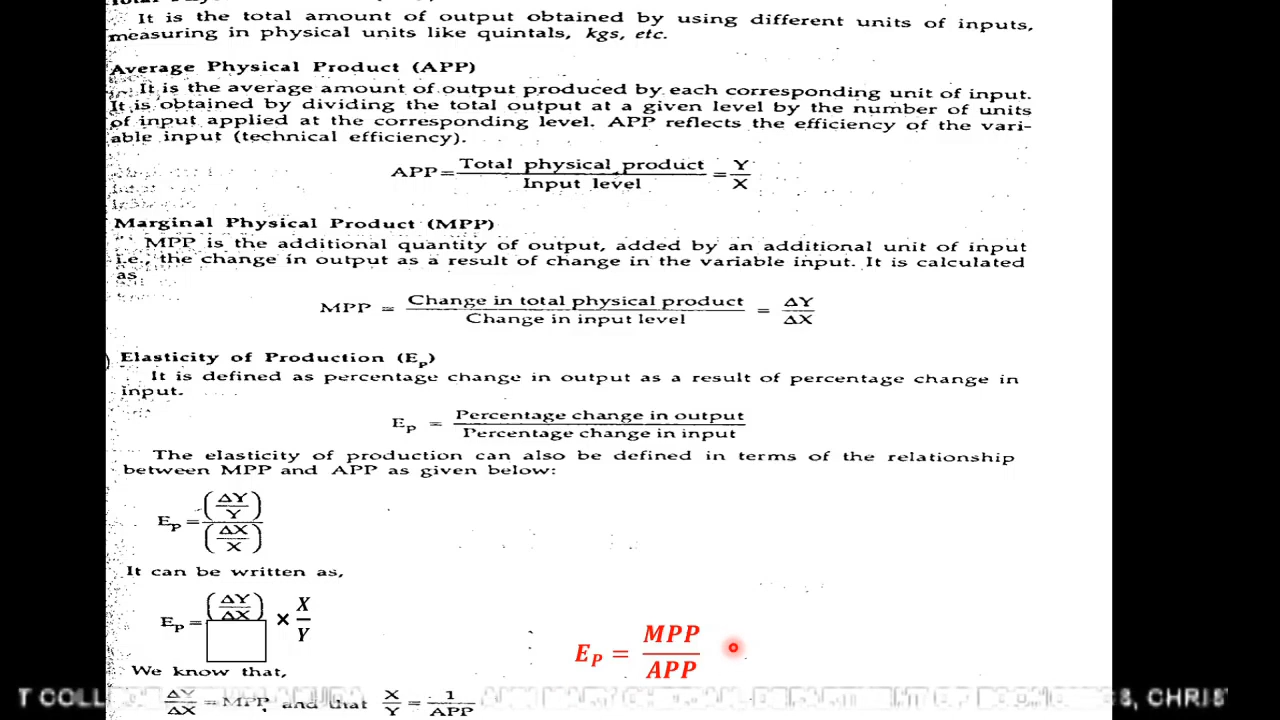 It is the total amount of output obtained by using different units of inputs,
measuring in physical units like quintals, kgs, etc.
Average Physical Product (APP)
It is the average amount of output produced by each corresponding unit of input.
It is obtained by dividing the total output at a given level by the number of units
of input applied at the corresponding level. APP reflects the efficiency of the vari-
able input (technical efficiency).
APP = Total physical product / Input level = Y / X
Marginal Physical Product (MPP)
MPP is the additional quantity of output, added by an additional unit of input
i.e., the change in output as a result of change in the variable input. It is calculated
as
MPP = Change in total physical product / Change in input level = ΔY / ΔX
Elasticity of Production (Ep)
It is defined as percentage change in output as a result of percentage change in
input.
Ep = Percentage change in output / Percentage change in input
The elasticity of production can also be defined in terms of the relationship
between MPP and APP as given below:
Ep = (ΔY / Y) / (ΔX / X)
It can be written as,
Ep = (ΔY / ΔX) × X / Y
EP = MPP / APP
We know that,
ΔY / ΔX = MPP, and that X / Y = 1 / APP
T COLL
S, CHRIS